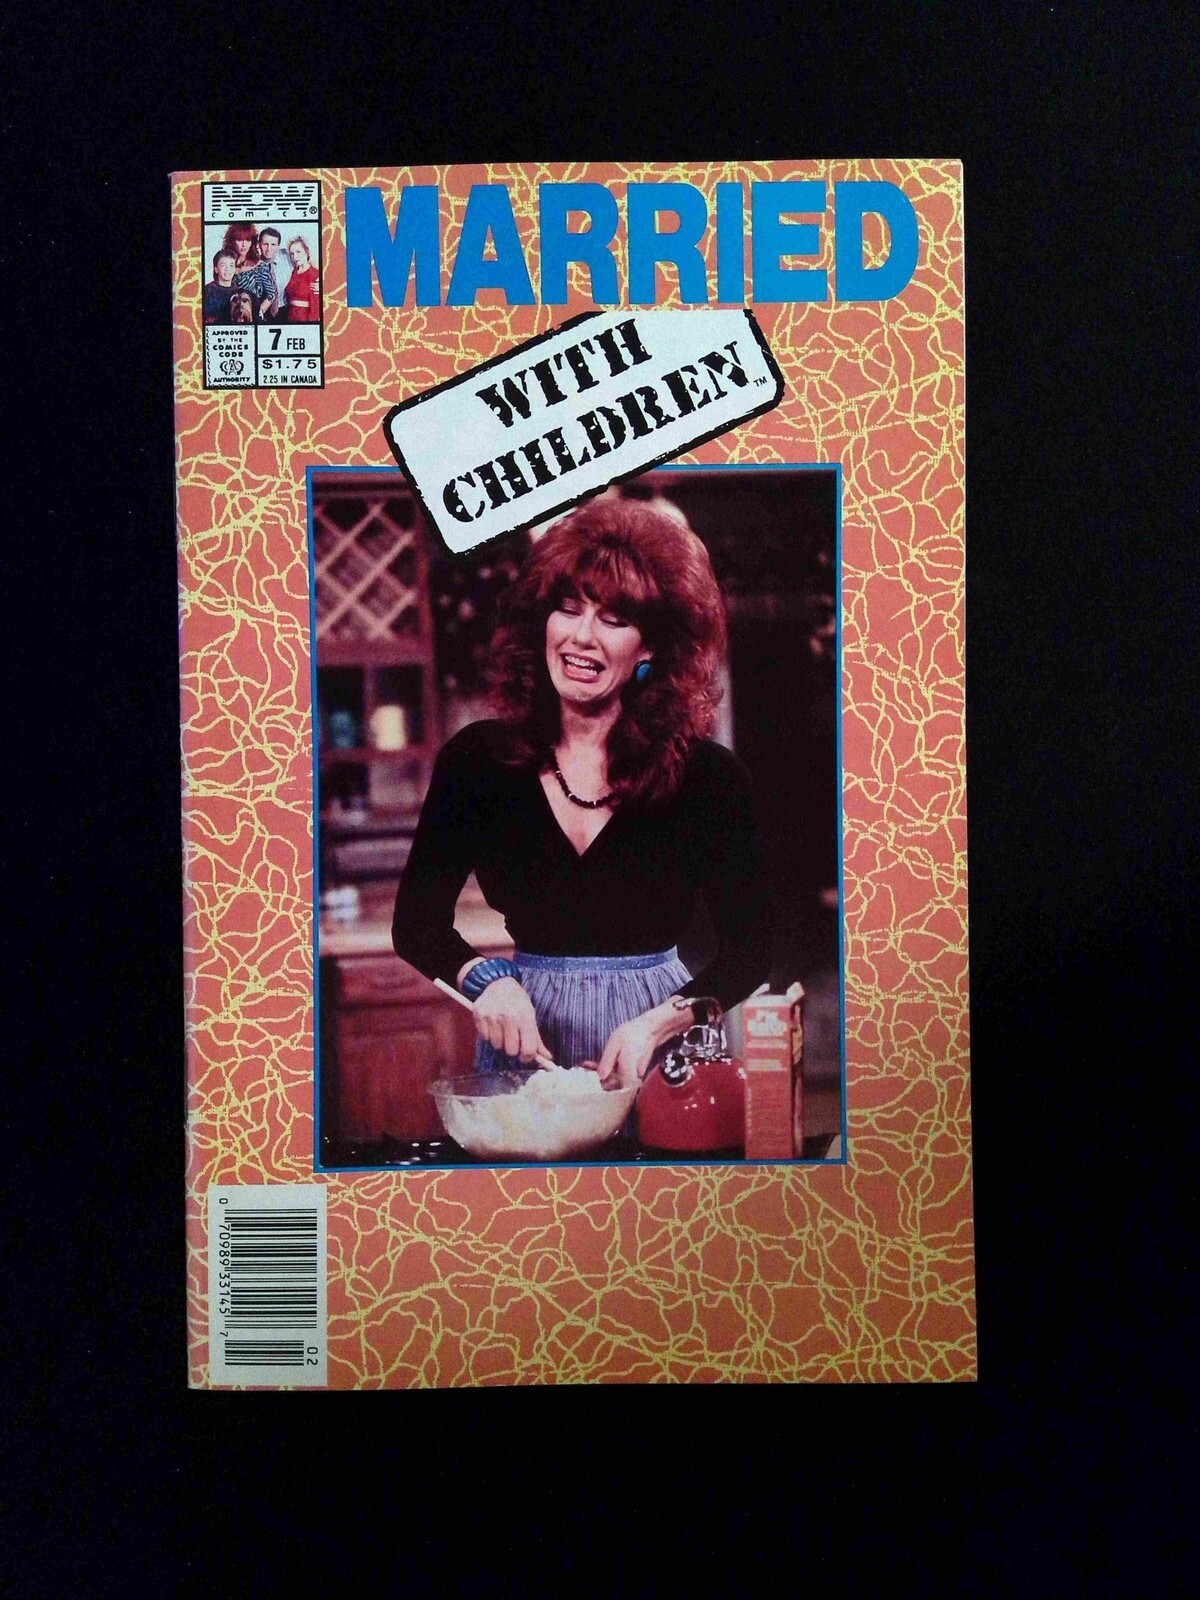 NOW
COMICS®
APPROVED
BY THE
COMICS
CODE
AUTHORITY
7 FEB
$1.75
2.25 IN CANADA
MARRIED
WITH
CHILDREN™
0 70989 33145 7
02